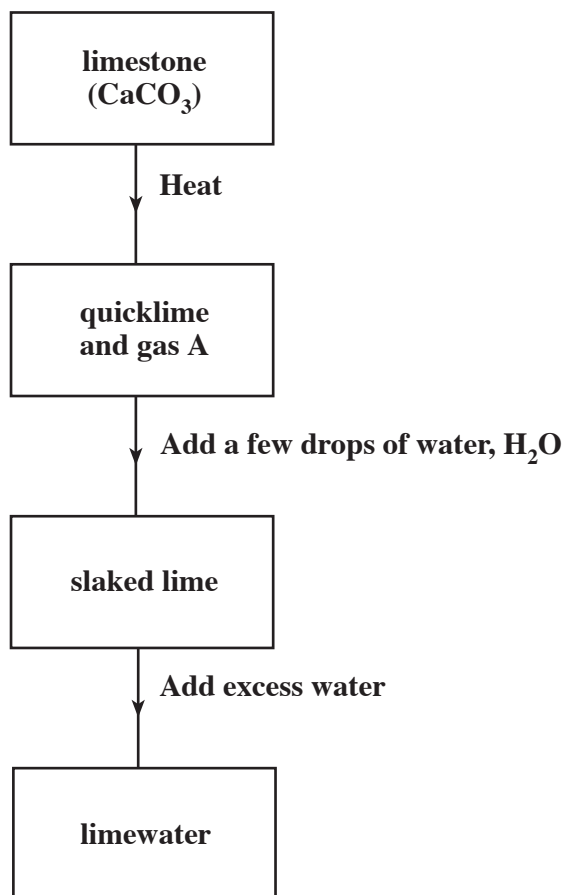 limestone
(CaCO₃)
Heat
quicklime
and gas A
Add a few drops of water, H₂O
slaked lime
Add excess water
limewater